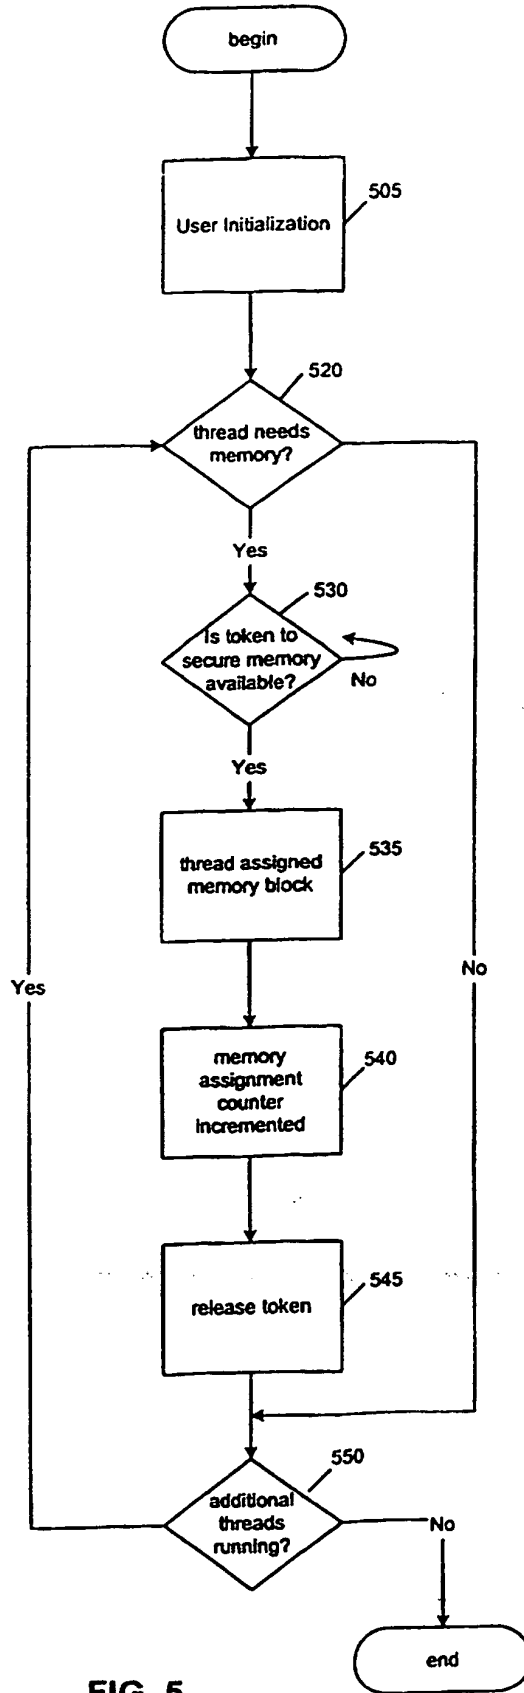 begin
505
User Initialization
520
thread needs
memory?
Yes
530
Is token to
secure memory
available?
No
Yes
535
thread assigned
memory block
No
Yes
540
memory
assignment
counter
incremented
545
release token
550
additional
threads
running?
No
end
FIG. 5